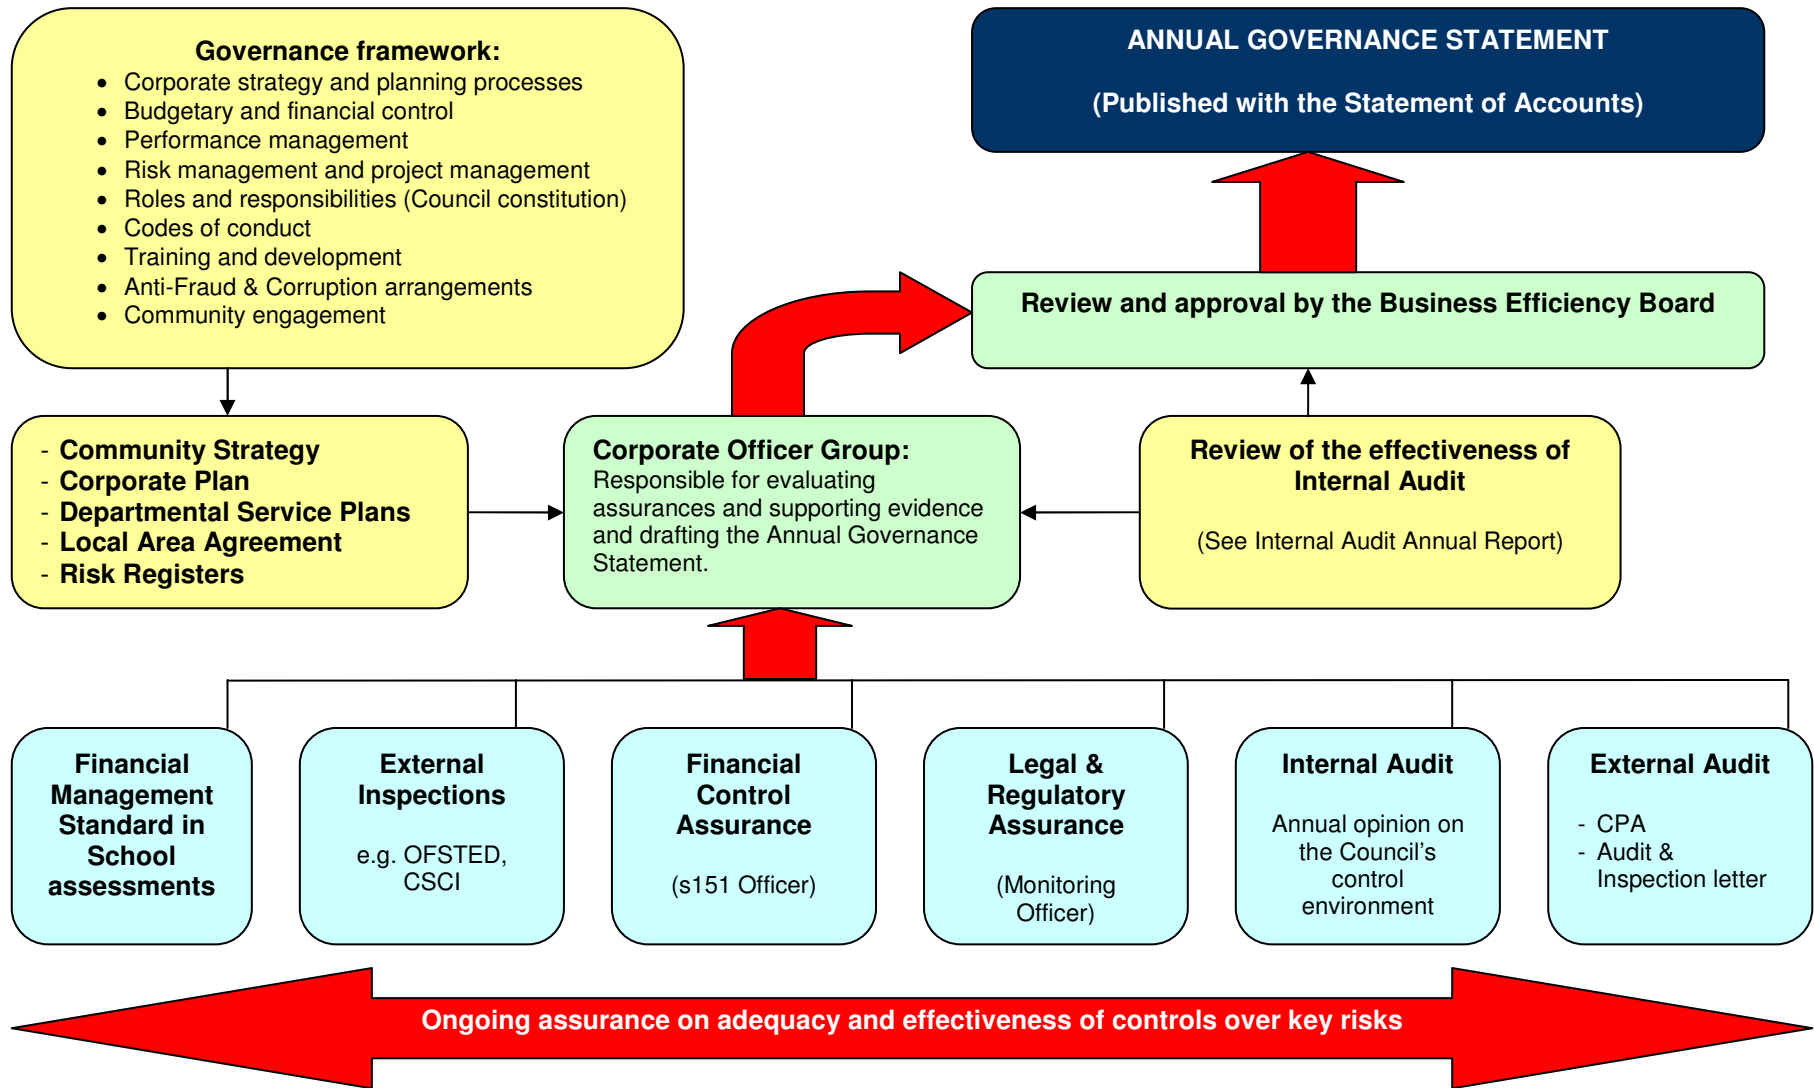 Governance framework:
• Corporate strategy and planning processes
• Budgetary and financial control
• Performance management
• Risk management and project management
• Roles and responsibilities (Council constitution)
• Codes of conduct
• Training and development
• Anti-Fraud & Corruption arrangements
• Community engagement
ANNUAL GOVERNANCE STATEMENT
(Published with the Statement of Accounts)
Review and approval by the Business Efficiency Board
- Community Strategy
- Corporate Plan
- Departmental Service Plans
- Local Area Agreement
- Risk Registers
Corporate Officer Group:
Responsible for evaluating
assurances and supporting evidence
and drafting the Annual Governance
Statement.
Review of the effectiveness of
Internal Audit
(See Internal Audit Annual Report)
Financial
Management
Standard in
School
assessments
External
Inspections
e.g. OFSTED,
CSCI
Financial
Control
Assurance
(s151 Officer)
Legal &
Regulatory
Assurance
(Monitoring
Officer)
Internal Audit
Annual opinion on
the Council's
control
environment
External Audit
- CPA
- Audit &
Inspection letter
Ongoing assurance on adequacy and effectiveness of controls over key risks